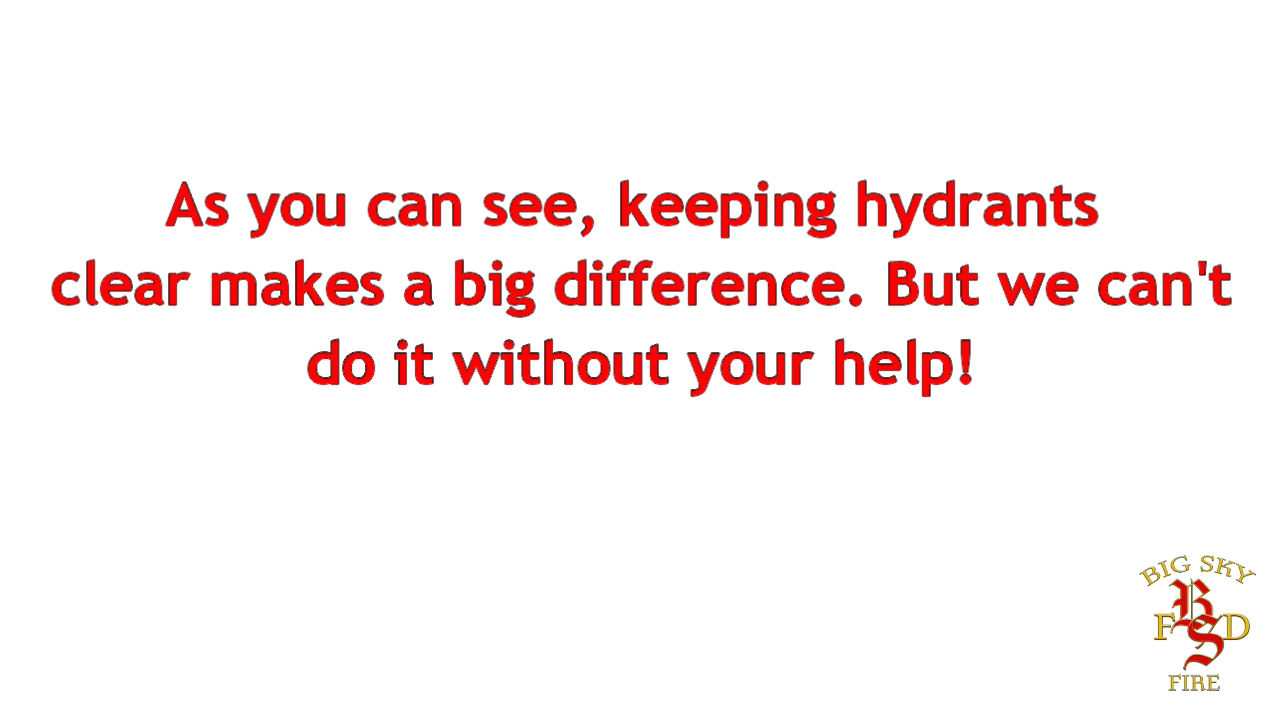 As you can see, keeping hydrants
clear makes a big difference. But we can't
do it without your help!
BIG SKY
BS
F D
FIRE